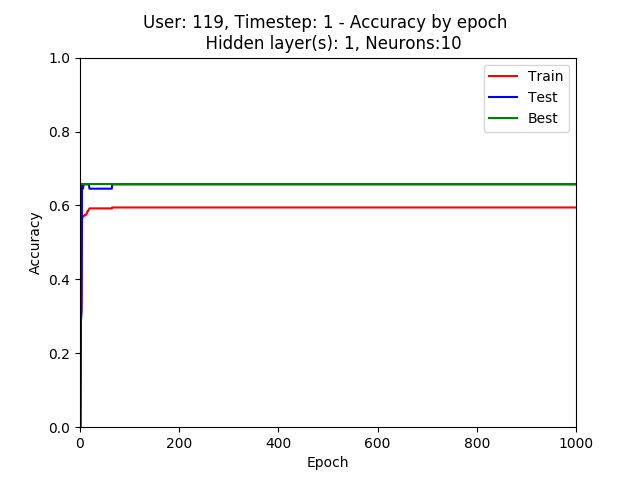 User: 119, Timestep: 1 - Accuracy by epoch
Hidden layer(s): 1, Neurons:10
1.0
0.8
0.6
0.4
0.2
0.0
Accuracy
Train
Test
Best
0 200 400 600 800 1000
Epoch